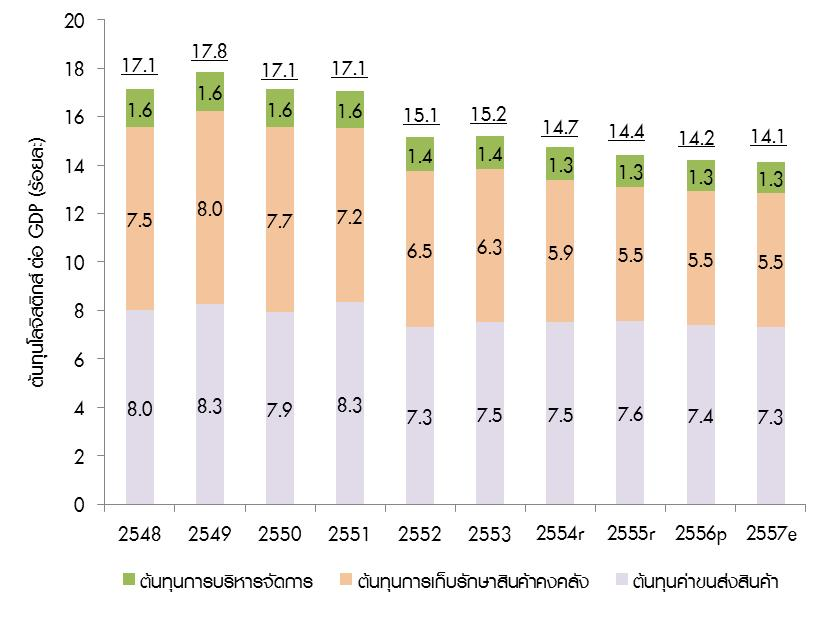 ต้นทุนโลจิสติกส์ ต่อ GDP (ร้อยละ)
20
18
16
14
12
10
8
6
4
2
0
17.1 17.8 17.1 17.1 15.1 15.2 14.7 14.4 14.2 14.1
1.6 1.6 1.6 1.6 1.4 1.4 1.3 1.3 1.3 1.3
7.5 8.0 7.7 7.2 6.5 6.3 5.9 5.5 5.5 5.5
8.0 8.3 7.9 8.3 7.3 7.5 7.5 7.6 7.4 7.3
2548 2549 2550 2551 2552 2553 2554r 2555r 2556p 2557e
ต้นทุนการบริหารจัดการ ต้นทุนการเก็บรักษาสินค้าคงคลัง ต้นทุนค่าขนส่งสินค้า